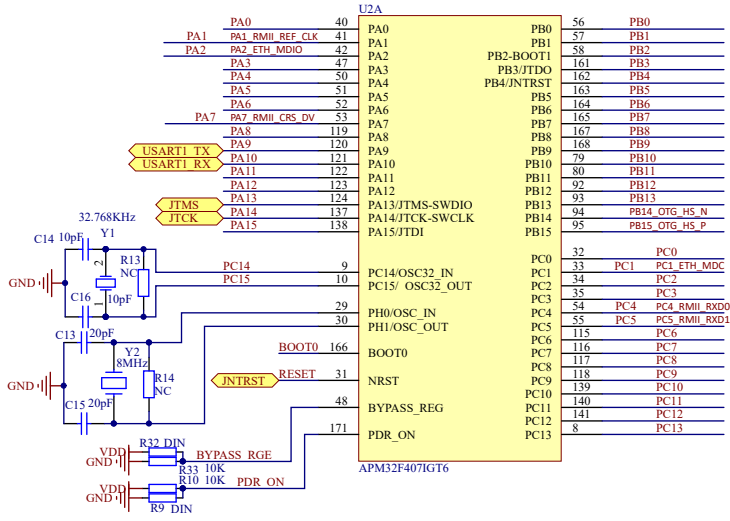 U2A
PA0 40 PA0 PB0 56 PB0
PA1 PA1_RMII_REF_CLK 41 PA1 PB1 57 PB1
PA2 PA2_ETH_MDIO 42 PA2 PB2-BOOT1 58 PB2
PA3 47 PA3 PB3/JTDO 161 PB3
PA4 50 PA4 PB4/JNTRST 162 PB4
PA5 51 PA5 PB5 163 PB5
PA6 52 PA6 PB6 164 PB6
PA7 PA7_RMII_CRS_DV 53 PA7 PB7 165 PB7
PA8 119 PA8 PB8 167 PB8
USART1_TX PA9 120 PA9 PB9 168 PB9
USART1_RX PA10 121 PA10 PB10 79 PB10
PA11 122 PA11 PB11 80 PB11
PA12 123 PA12 PB12 92 PB12
JTMS PA13 124 PA13/JTMS-SWDIO PB13 93 PB13
JTCK PA14 137 PA14/JTCK-SWCLK PB14 94 PB14_OTG_HS_N
PA15 138 PA15/JTDI PB15 95 PB15_OTG_HS_P
PC0 32 PC0
PC14 9 PC14/OSC32_IN PC1 33 PC1 PC1_ETH_MDC
PC15 10 PC15/ OSC32_OUT PC2 34 PC2
PC3 35 PC3
29 PH0/OSC_IN PC4 54 PC4 PC4_RMII_RXD0
30 PH1/OSC_OUT PC5 55 PC5 PC5_RMII_RXD1
PC6 115 PC6
BOOT0 166 BOOT0 PC7 116 PC7
PC8 117 PC8
JNTRST RESET 31 NRST PC9 118 PC9
PC10 139 PC10
48 BYPASS_REG PC11 140 PC11
PC12 141 PC12
171 PDR_ON PC13 8 PC13
APM32F407IGT6
32.768KHz
C14 10pF Y1
2 R13
NC
GND
C16 1 10pF
C13 20pF
Y2
8MHz
R14
NC
GND
C15 20pF
R32 DIN
VDD
GND BYPASS_RGE
R33 10K
R10 10K
VDD PDR_ON
GND
R9 DIN